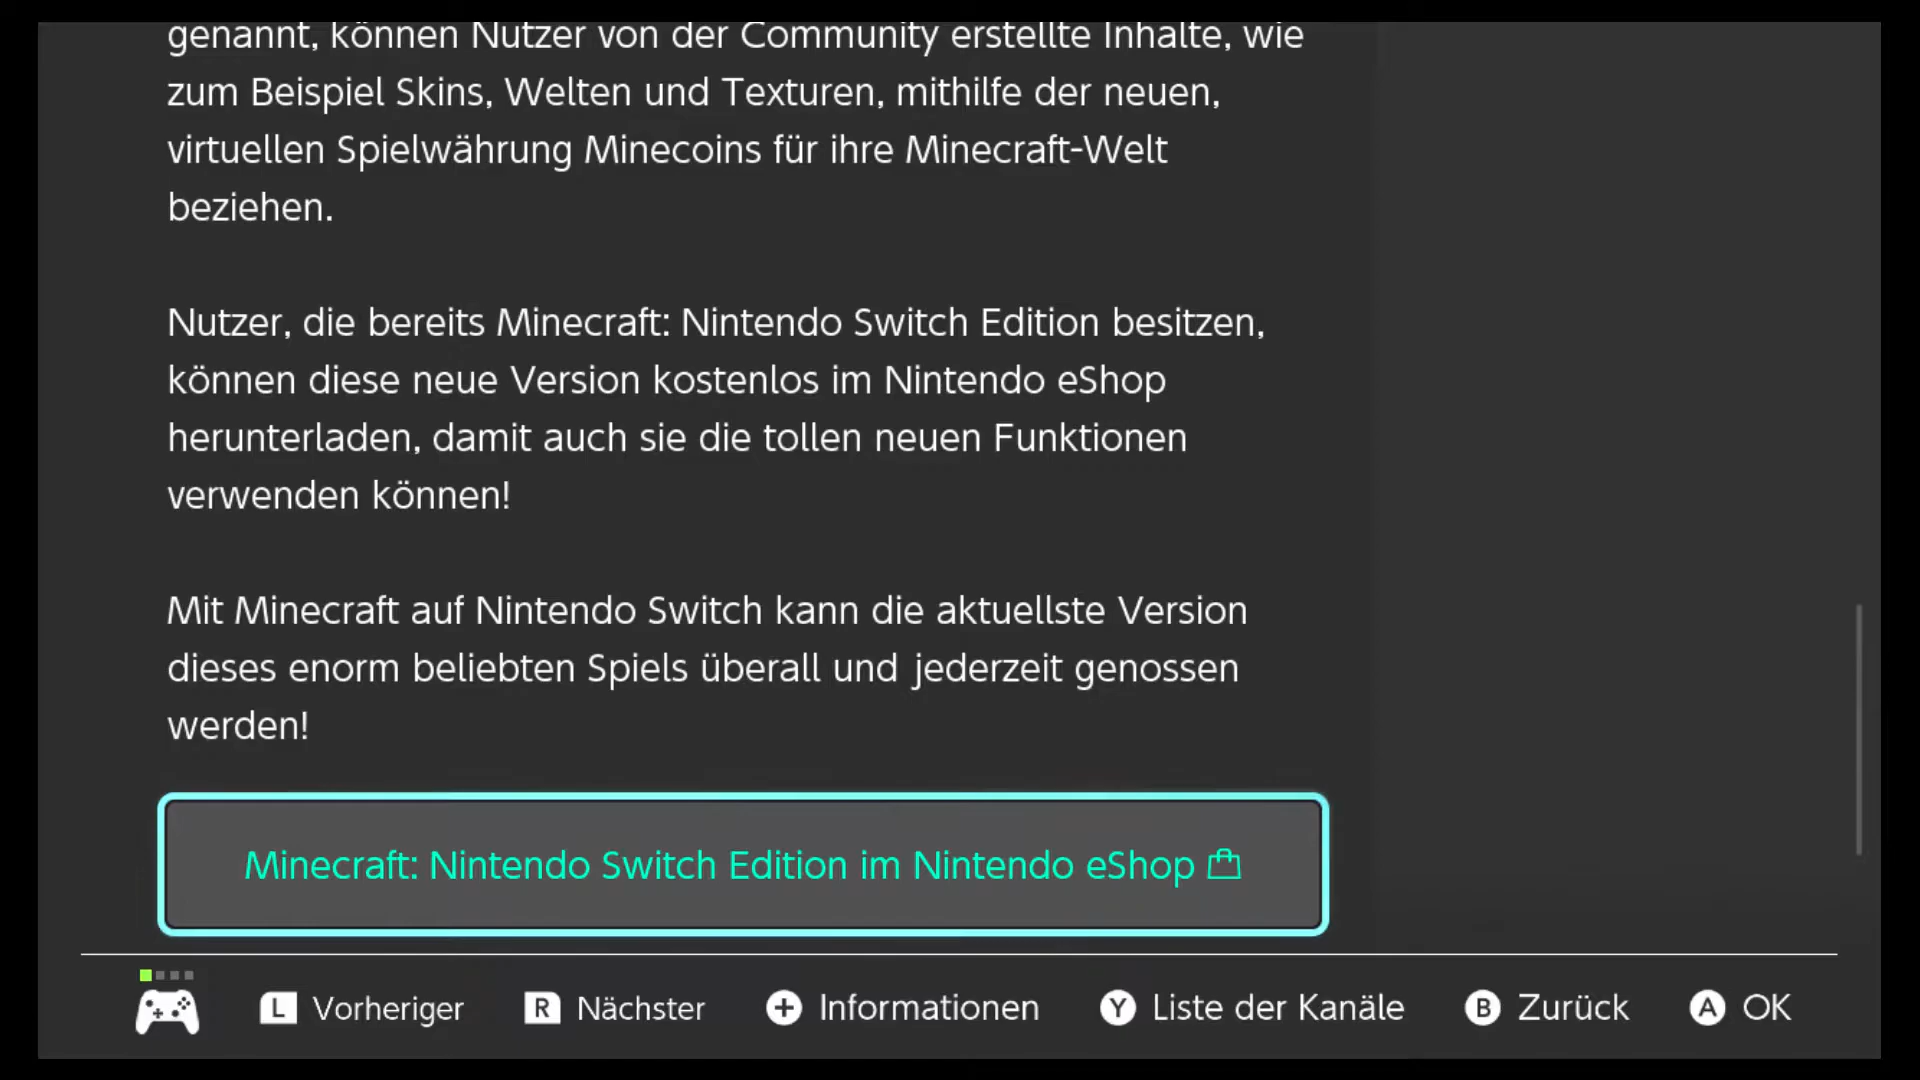 genannt, können Nutzer von der Community erstellte Inhalte, wie
zum Beispiel Skins, Welten und Texturen, mithilfe der neuen,
virtuellen Spielwährung Minecoins für ihre Minecraft-Welt
beziehen.
Nutzer, die bereits Minecraft: Nintendo Switch Edition besitzen,
können diese neue Version kostenlos im Nintendo eShop
herunterladen, damit auch sie die tollen neuen Funktionen
verwenden können!
Mit Minecraft auf Nintendo Switch kann die aktuellste Version
dieses enorm beliebten Spiels überall und jederzeit genossen
werden!
Minecraft: Nintendo Switch Edition im Nintendo eShop
L Vorheriger R Nächster + Informationen Y Liste der Kanäle B Zurück A OK